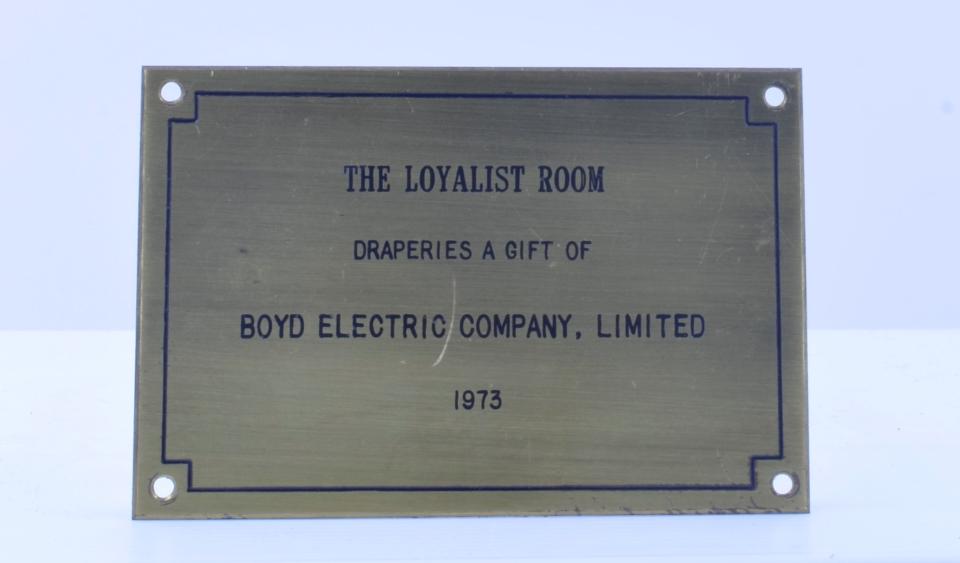 THE LOYALIST ROOM
DRAPERIES A GIFT OF
BOYD ELECTRIC COMPANY, LIMITED
1973